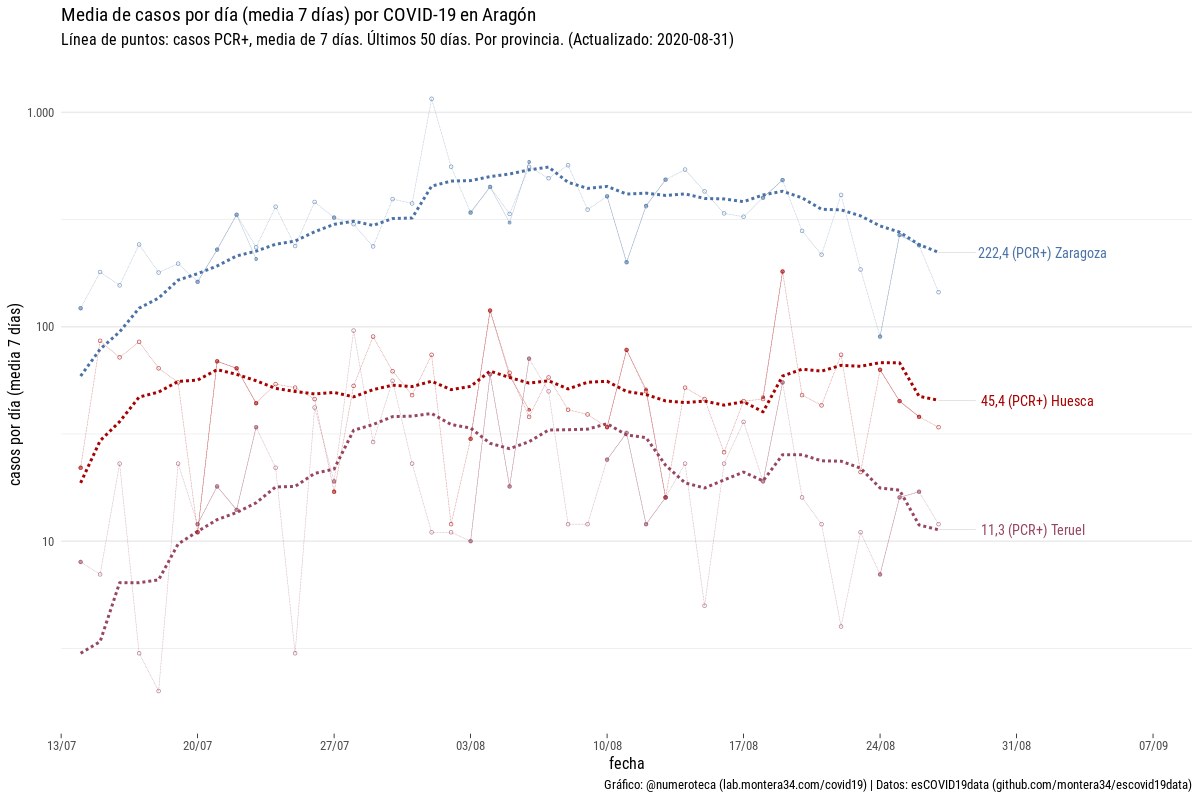 Media de casos por día (media 7 días) por COVID-19 en Aragón
Línea de puntos: casos PCR+, media de 7 días. Últimos 50 días. Por provincia. (Actualizado: 2020-08-31)
casos por día (media 7 días)
1.000
100
10
222,4 (PCR+) Zaragoza
45,4 (PCR+) Huesca
11,3 (PCR+) Teruel
13/07 20/07 27/07 03/08 10/08 17/08 24/08 31/08 07/09
fecha
Gráfico: @numeroteca (lab.montera34.com/covid19) | Datos: esCOVID19data (github.com/montera34/escovid19data)